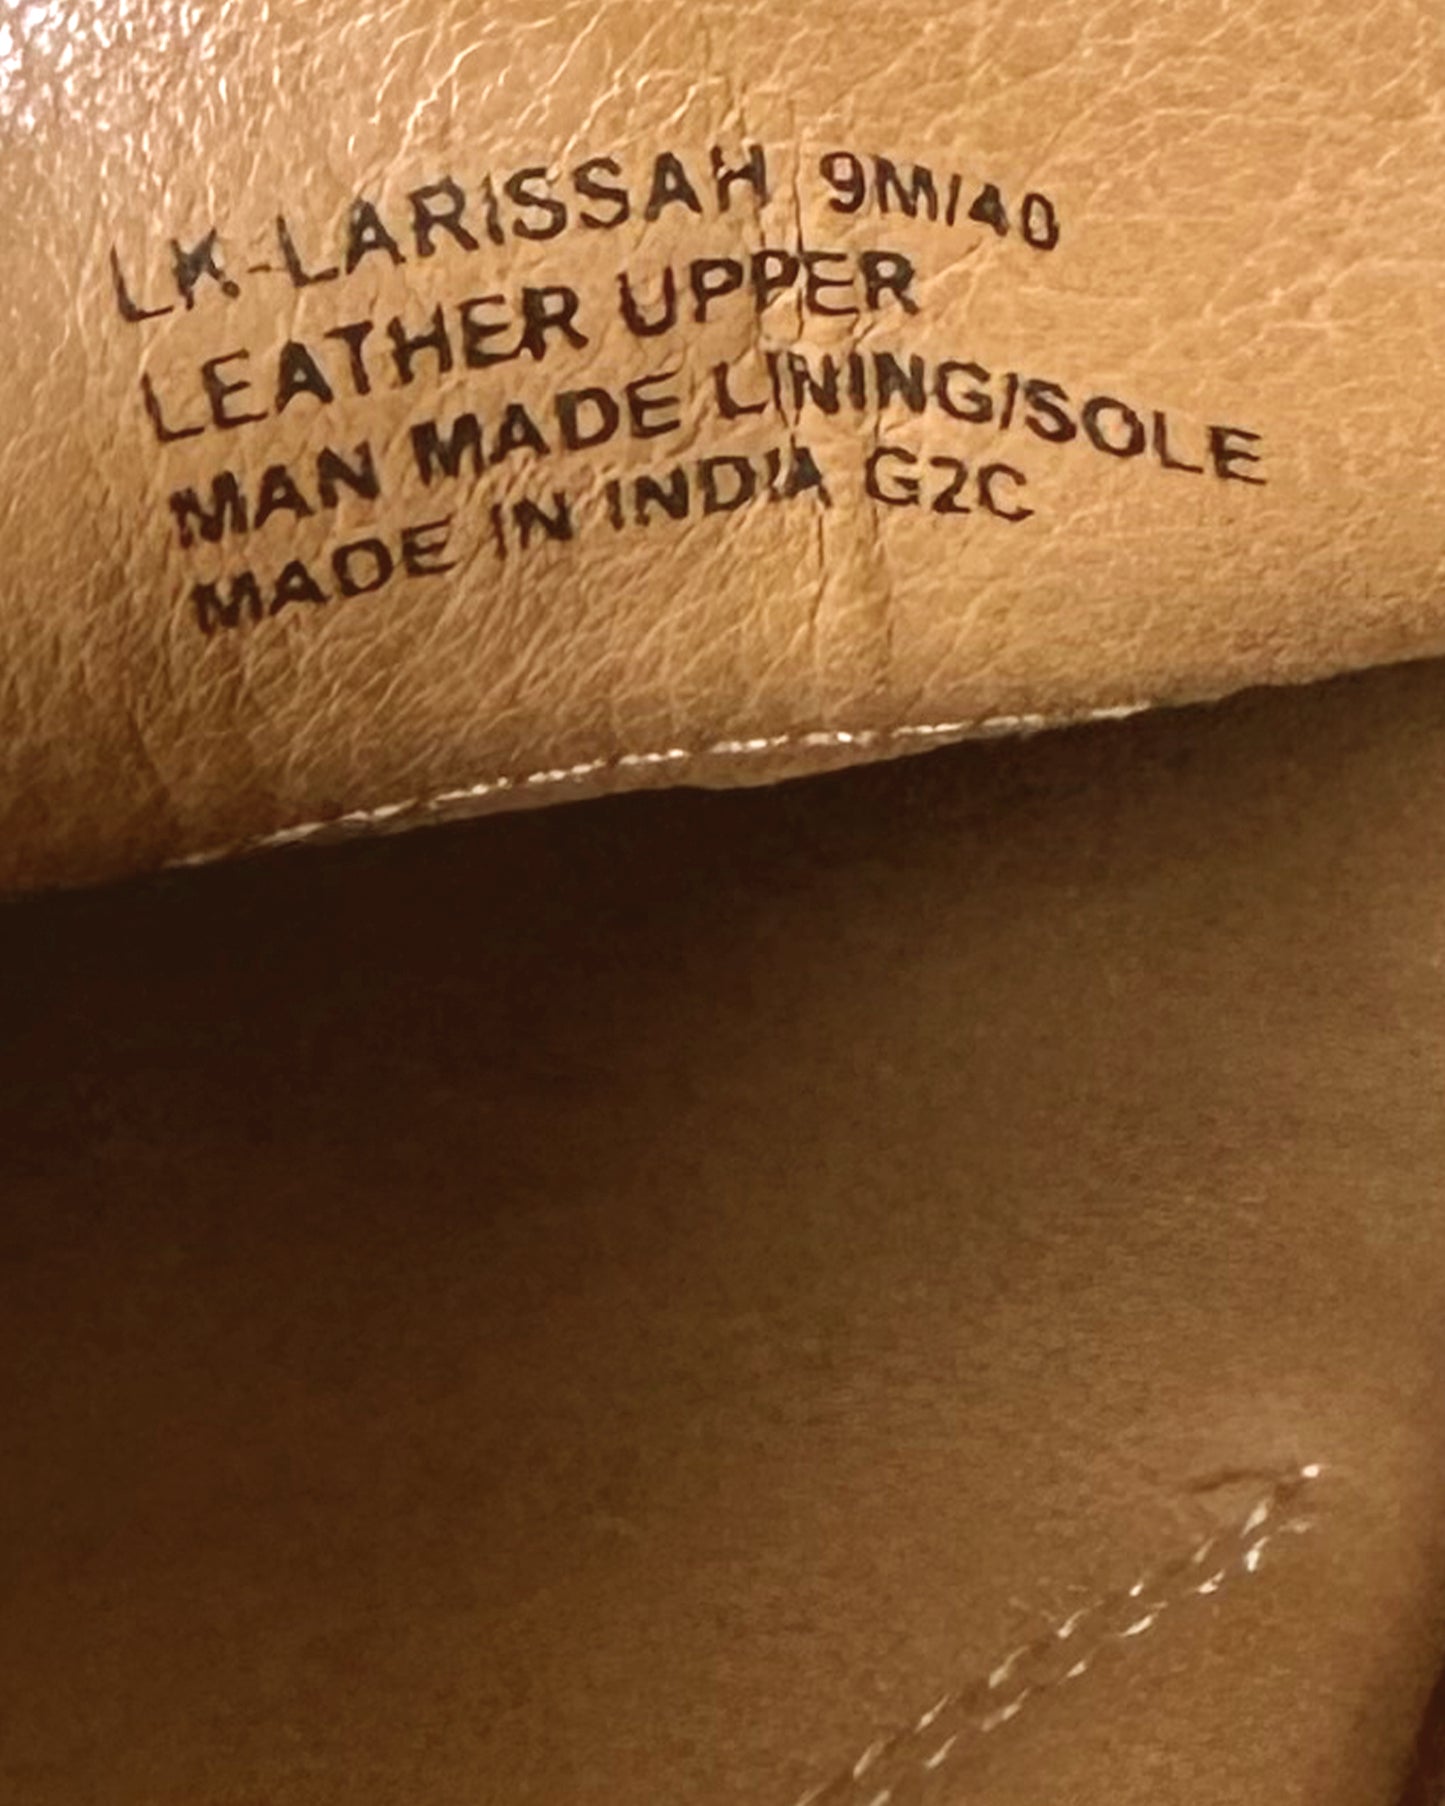 LK-LARISSAH 9M/40
LEATHER UPPER
MAN MADE LINING/SOLE
MADE IN INDIA G2C